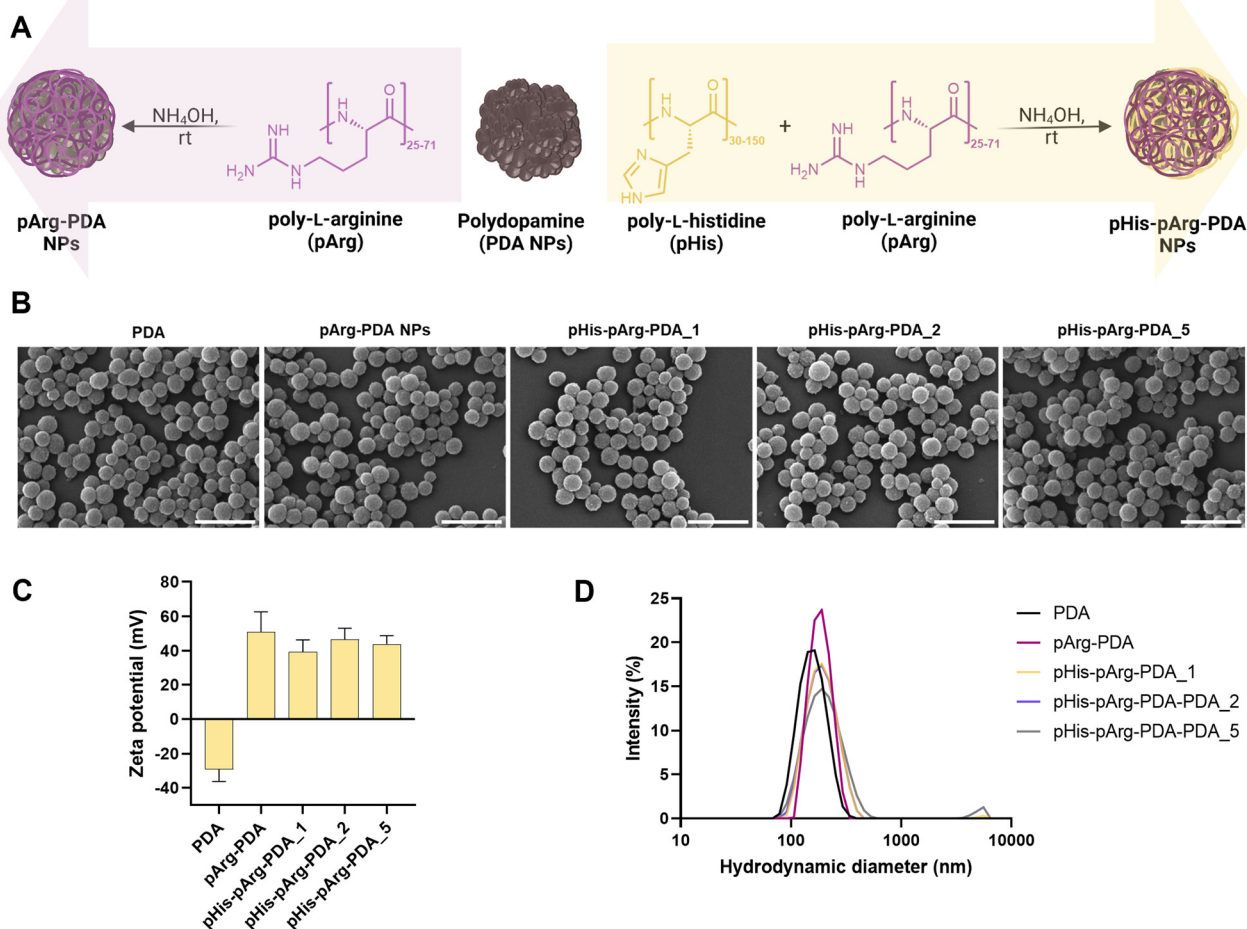 A
NH₄OH,
rt
pArg-PDA
NPs
H
N
O
25-71
NH
H₂N
N
H
poly-L-arginine
(pArg)
Polydopamine
(PDA NPs)
H
N
O
30-150
N
HN
poly-L-histidine
(pHis)
+
H
N
O
25-71
NH
H₂N
N
H
poly-L-arginine
(pArg)
NH₄OH,
rt
pHis-pArg-PDA
NPs
B
PDA
pArg-PDA NPs
pHis-pArg-PDA_1
pHis-pArg-PDA_2
pHis-pArg-PDA_5
C
Zeta potential (mV)
80
60
40
20
0
-20
-40
PDA
pArg-PDA
pHis-pArg-PDA_1
pHis-pArg-PDA_2
pHis-pArg-PDA_5
D
Intensity (%)
25
20
15
10
5
0
10
100
1000
10000
Hydrodynamic diameter (nm)
PDA
pArg-PDA
pHis-pArg-PDA_1
pHis-pArg-PDA-PDA_2
pHis-pArg-PDA-PDA_5